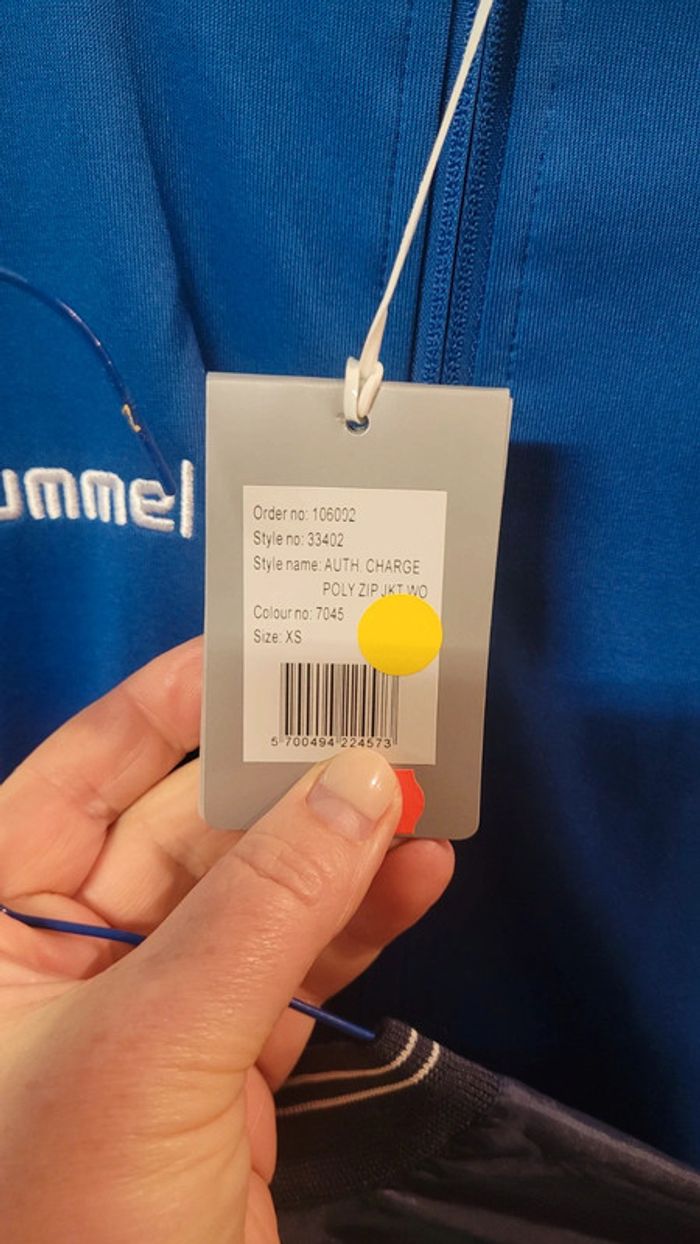 ummel
Order no: 106002
Style no: 33402
Style name: AUTH. CHARGE
POLY ZIP JKT WO
Colour no: 7045
Size: XS
5 700494 224573